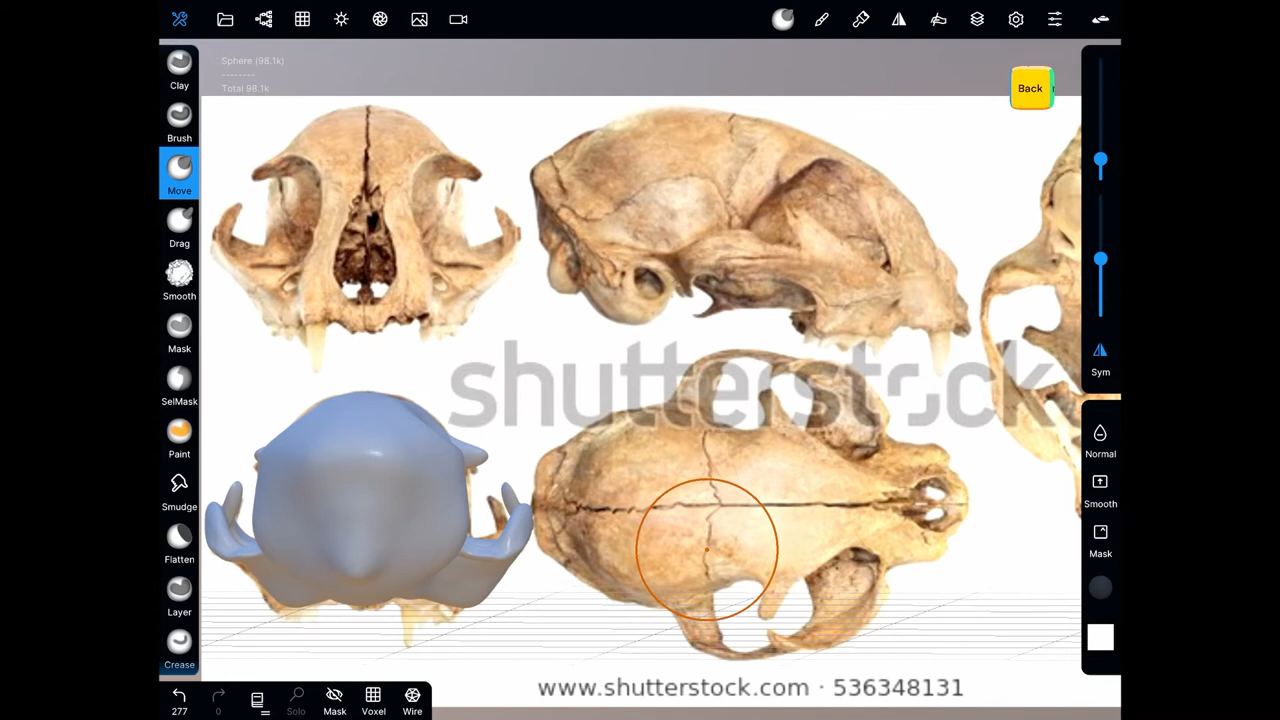 Sphere (98.1k)
--------
Total 98.1k
Back
Clay
Brush
Move
Drag
Smooth
Mask
SelMask
Paint
Smudge
Flatten
Layer
Crease
Sym
Normal
Smooth
Mask
shutterstock
www.shutterstock.com · 536348131
277
0
Solo
Mask
Voxel
Wire